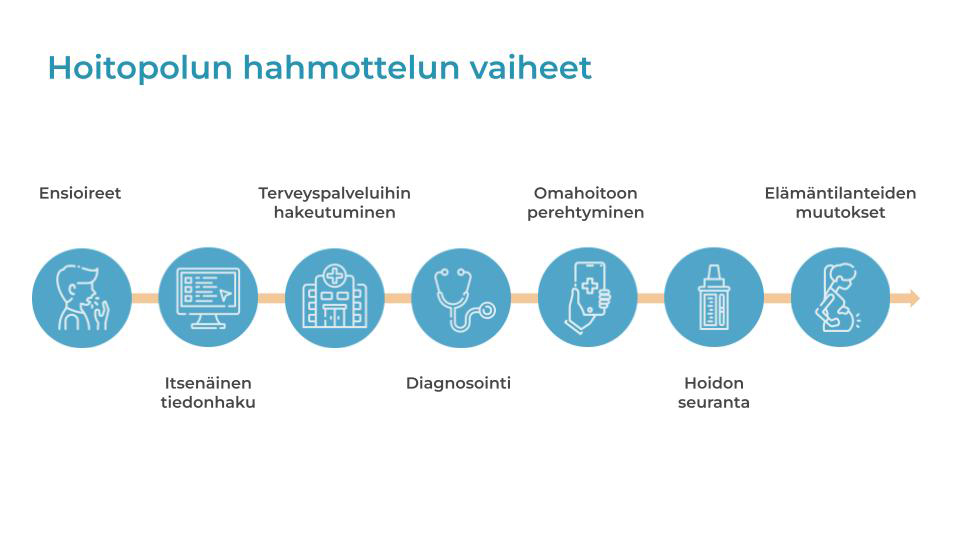 Hoitopolun hahmottelun vaiheet
Ensioireet
Itsenäinen
tiedonhaku
Terveyspalveluihin
hakeutuminen
Diagnosointi
Omahoitoon
perehtyminen
Hoidon
seuranta
Elämäntilanteiden
muutokset